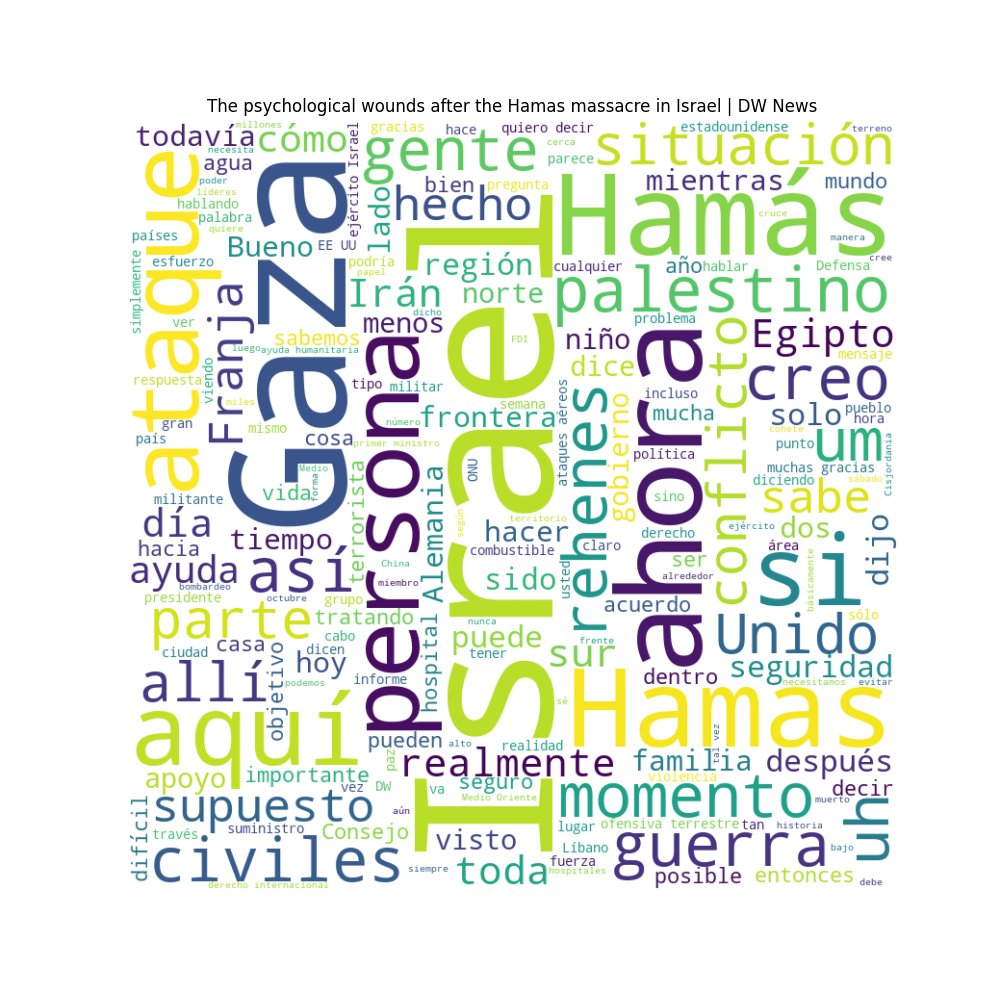 The psychological wounds after the Hamas massacre in Israel | DW News
todavía
millones
cómo
gracias
hace
quiero decir
estadounidense
terreno
necesita
agua
gente
cerca
parece
situación
ataque
poder
líderes
hablando
palabra
quiere
Gaza
ejército Israel
lado
bien
pregunta
hecho
Hamás
mientras
mundo
cruce
manera
cree
países
esfuerzo
simplemente
Bueno
EE UU
podría
papel
región
Israel
cualquier
año
hablar
Defensa
Irán
norte
palestino
dicho
ver
Franja
sabemos
menos
persona
FDI
niño
problema
ahora
conflicto
Egipto
mensaje
luego
ayuda humanitaria
viendo
respuesta
miles
tipo
militar
semana
dice
incluso
creo
país
gran
mismo
cosa
número
frontera
ataques aéreos
rehenes
gobierno
mucha
solo
pueblo
hora
cohete
primer ministro
política
punto
um
Cisjordania
Medio
forma
vida
terrorista
ONU
sino
muchas gracias
diciendo
sábado
militante
día
Alemania
según
territorio
sabe
hacia
tiempo
hacer
combustible
claro
derecho
ejército
dos
área
dijo
ayuda
bombardeo
así
China
miembro
sido
usted
ser
alrededor
si
básicamente
presidente
octubre
grupo
acuerdo
parte
tratando
hospital
nunca
frente
sólo
ciudad
casa
cabo
dicen
puede
tener
sur
Unido
allí
objetivo
hoy
podemos
informe
dentro
seguridad
necesitamos
evitar
aquí
sé
Hamas
pueden
alto
realidad
tal vez
apoyo
importante
vez
paz
DW
realmente
familia
después
violencia
va
seguro
Medio Oriente
decir
muerto
difícil
supuesto
aún
momento
uh
través
suministro
Consejo
visto
lugar
ofensiva terrestre
tan
historia
civiles
Líbano
guerra
bajo
derecho internacional
siempre
toda
fuerza
hospitales
posible
entonces
debe